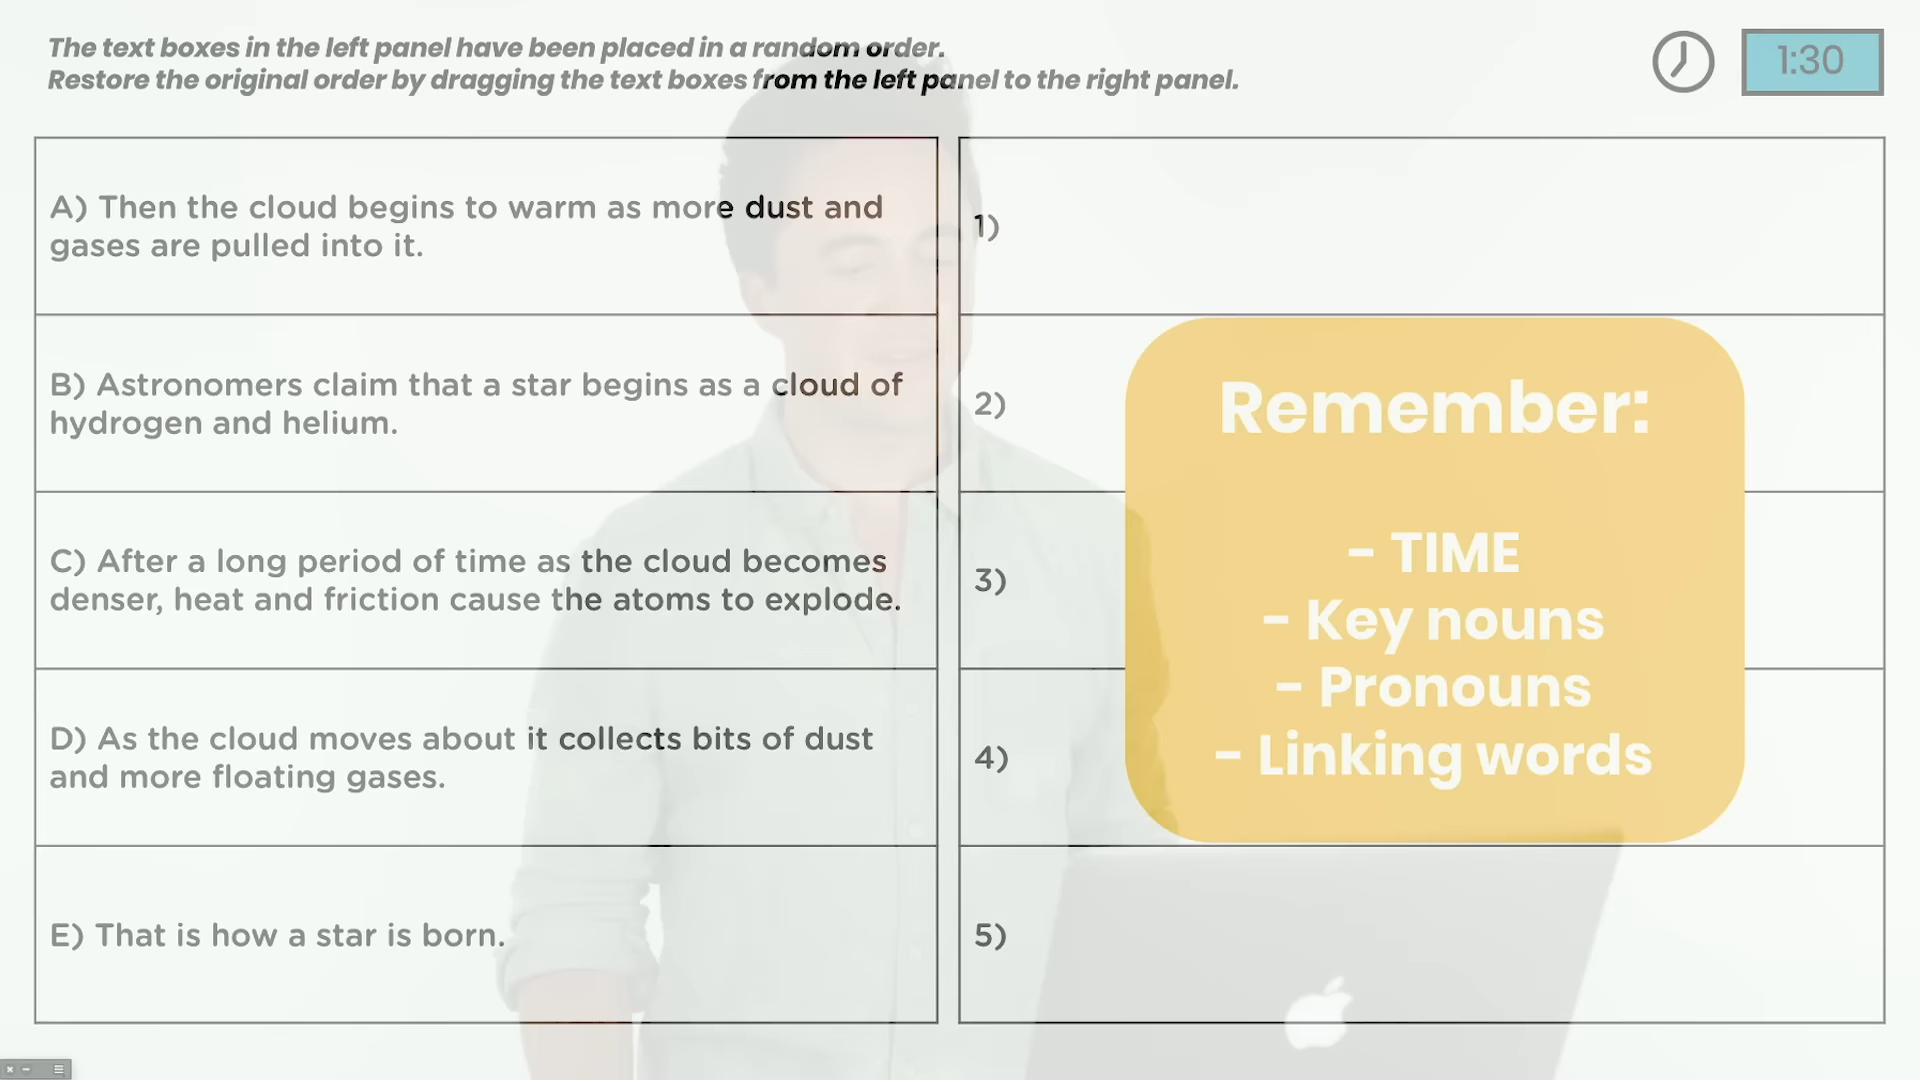 The text boxes in the left panel have been placed in a random order.
Restore the original order by dragging the text boxes from the left panel to the right panel.
1:30
A) Then the cloud begins to warm as more dust and
gases are pulled into it.
B) Astronomers claim that a star begins as a cloud of
hydrogen and helium.
C) After a long period of time as the cloud becomes
denser, heat and friction cause the atoms to explode.
D) As the cloud moves about it collects bits of dust
and more floating gases.
E) That is how a star is born.
1)
2)
3)
4)
5)
Remember:
- TIME
- Key nouns
- Pronouns
- Linking words